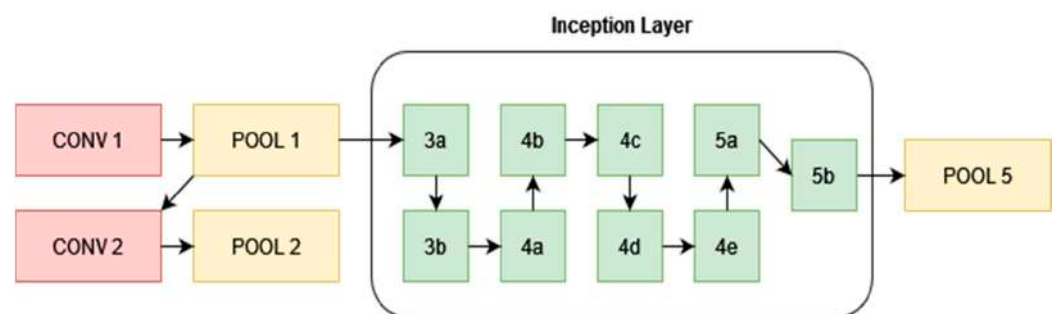 Inception Layer
CONV 1
POOL 1
3a
4b
4c
5a
5b
POOL 5
CONV 2
POOL 2
3b
4a
4d
4e